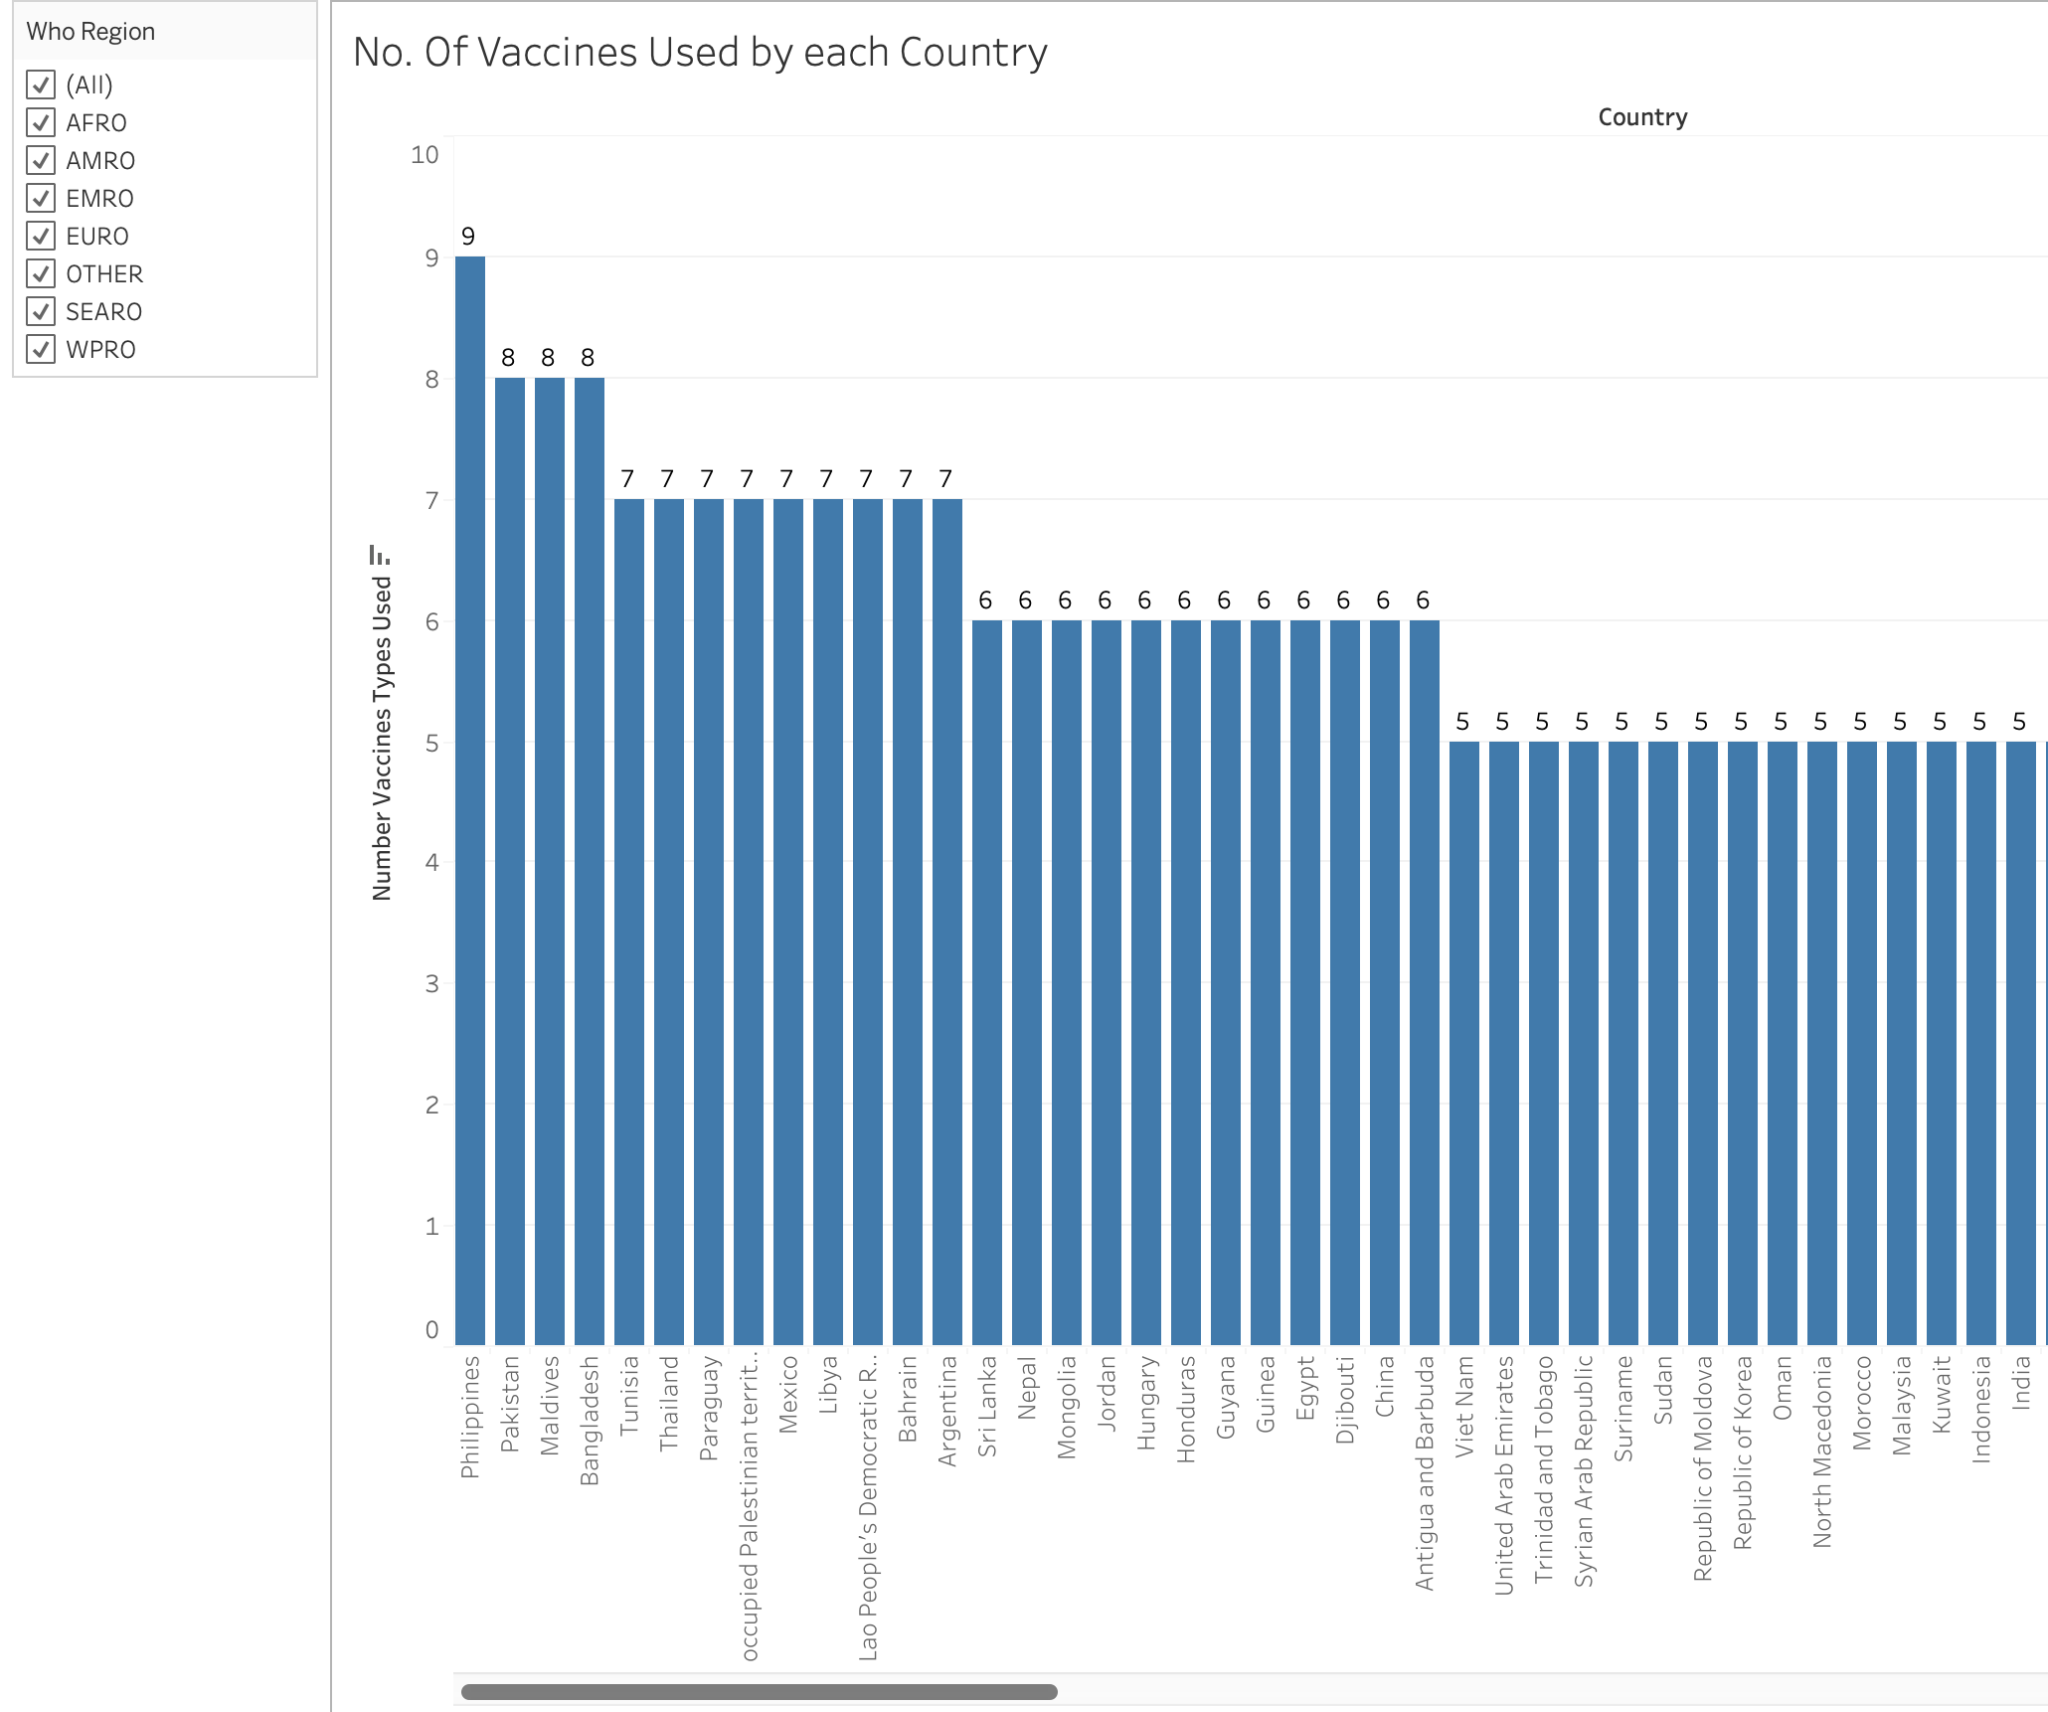 Who Region
(All)
AFRO
AMRO
EMRO
EURO
OTHER
SEARO
WPRO
No. Of Vaccines Used by each Country
Country
Number Vaccines Types Used
10
9
8
7
6
5
4
3
2
1
0
9 8 8 8 7 7 7 7 7 7 7 7 7 6 6 6 6 6 6 6 6 6 6 6 6 5 5 5 5 5 5 5 5 5 5 5 5 5 5 5
Philippines
Pakistan
Maldives
Bangladesh
Tunisia
Thailand
Paraguay
occupied Palestinian territ..
Mexico
Libya
Lao People's Democratic R..
Bahrain
Argentina
Sri Lanka
Nepal
Mongolia
Jordan
Hungary
Honduras
Guyana
Guinea
Egypt
Djibouti
China
Antigua and Barbuda
Viet Nam
United Arab Emirates
Trinidad and Tobago
Syrian Arab Republic
Suriname
Sudan
Republic of Moldova
Republic of Korea
Oman
North Macedonia
Morocco
Malaysia
Kuwait
Indonesia
India